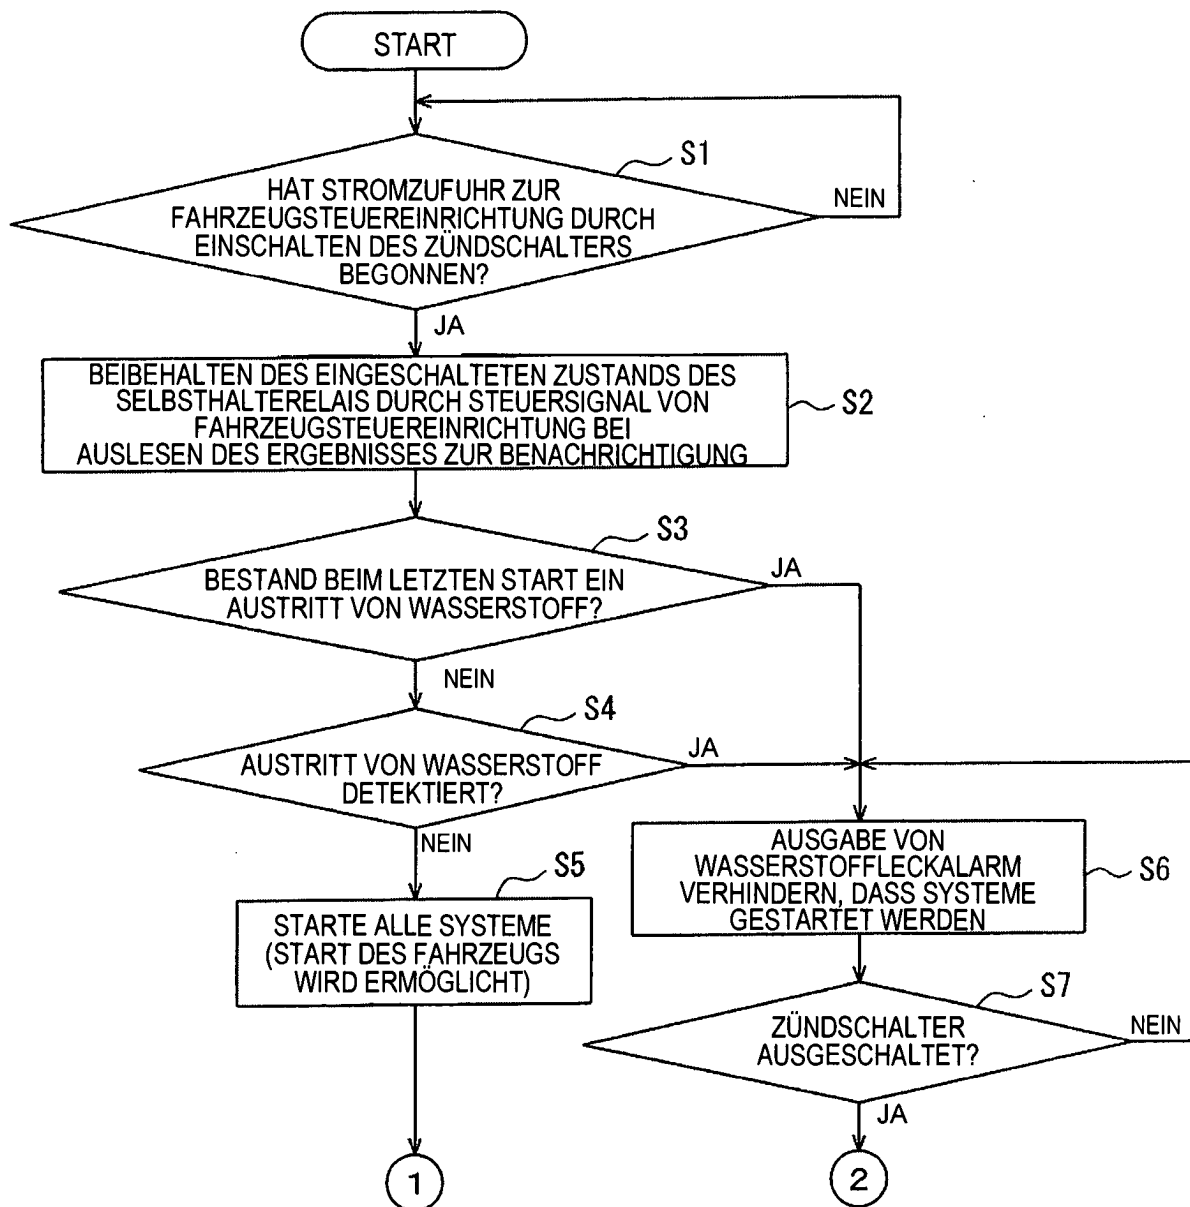 START
S1
HAT STROMZUFUHR ZUR
FAHRZEUGSTEUEREINRICHTUNG DURCH
EINSCHALTEN DES ZÜNDSCHALTERS
BEGONNEN?
NEIN
JA
BEIBEHALTEN DES EINGESCHALTETEN ZUSTANDS DES
SELBSTHALTERELAIS DURCH STEUERSIGNAL VON
FAHRZEUGSTEUEREINRICHTUNG BEI
AUSLESEN DES ERGEBNISSES ZUR BENACHRICHTIGUNG
S2
S3
BESTAND BEIM LETZTEN START EIN
AUSTRITT VON WASSERSTOFF?
JA
NEIN
S4
AUSTRITT VON WASSERSTOFF
DETEKTIERT?
JA
NEIN
S5
STARTE ALLE SYSTEME
(START DES FAHRZEUGS
WIRD ERMÖGLICHT)
AUSGABE VON
WASSERSTOFFLECKALARM
VERHINDERN, DASS SYSTEME
GESTARTET WERDEN
S6
S7
ZÜNDSCHALTER
AUSGESCHALTET?
NEIN
JA
1
2